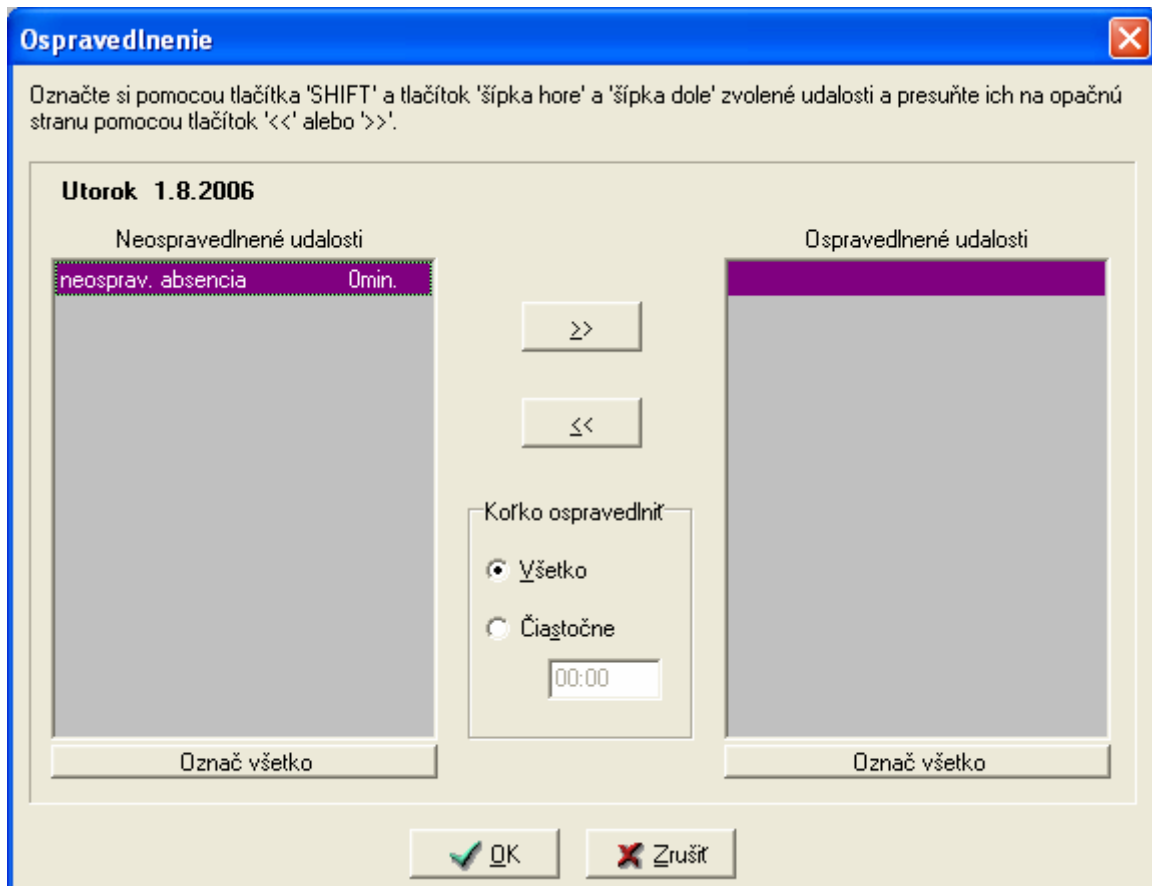 Ospravedlnenie
Označte si pomocou tlačítka 'SHIFT' a tlačítok 'šípka hore' a 'šípka dole' zvolené udalosti a presuňte ich na opačnú
stranu pomocou tlačítok '<<' alebo '>>'.
Utorok 1.8.2006
Neospravedlnené udalosti
Ospravedlnené udalosti
neosprav. absencia 0min.
>>
<<
Koľko ospravedlniť
Všetko
Čiastočne
00:00
Označ všetko
Označ všetko
OK
Zrušiť